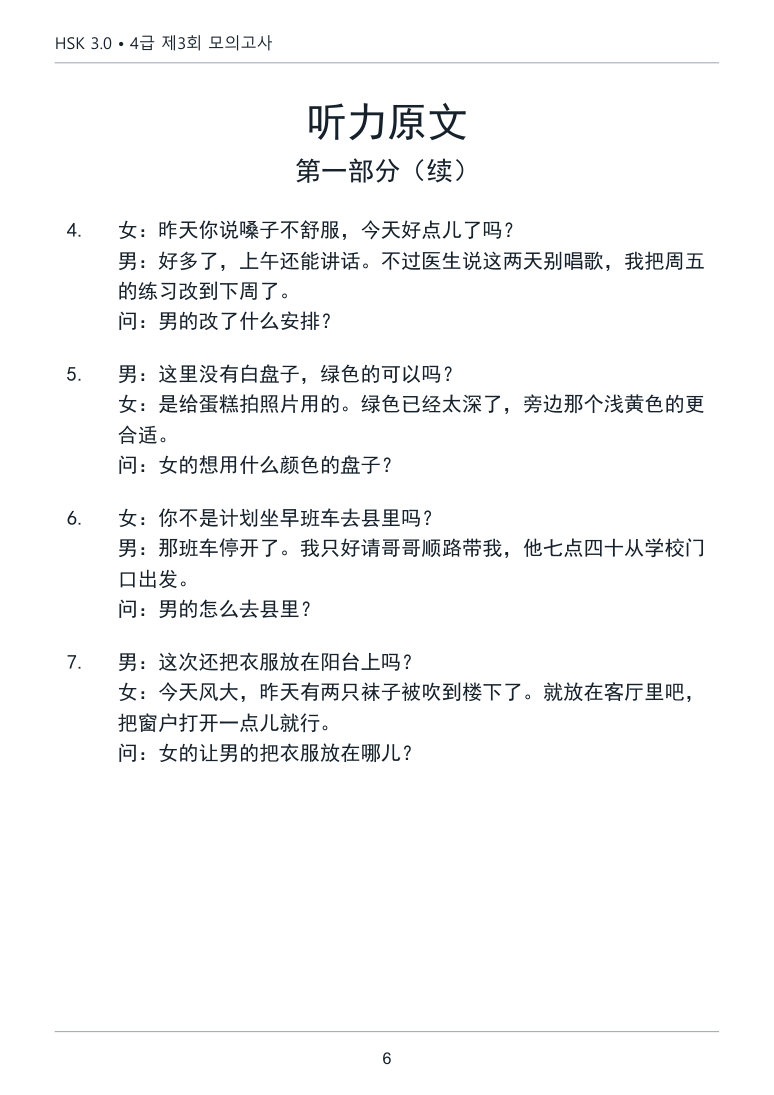 HSK 3.0 • 4급 제3회 모의고사
听力原文
第一部分（续）
4. 女：昨天你说嗓子不舒服，今天好点儿了吗？
男：好多了，上午还能讲话。不过医生说这两天别唱歌，我把周五
的练习改到下周了。
问：男的改了什么安排？
5. 男：这里没有白盘子，绿色的可以吗？
女：是给蛋糕拍照片用的。绿色已经太深了，旁边那个浅黄色的更
合适。
问：女的想用什么颜色的盘子？
6. 女：你不是计划坐早班车去县里吗？
男：那班车停开了。我只好请哥哥顺路带我，他七点四十从学校门
口出发。
问：男的怎么去县里？
7. 男：这次还把衣服放在阳台上吗？
女：今天风大，昨天有两只袜子被吹到楼下了。就放在客厅里吧，
把窗户打开一点儿就行。
问：女的让男的把衣服放在哪儿？
6